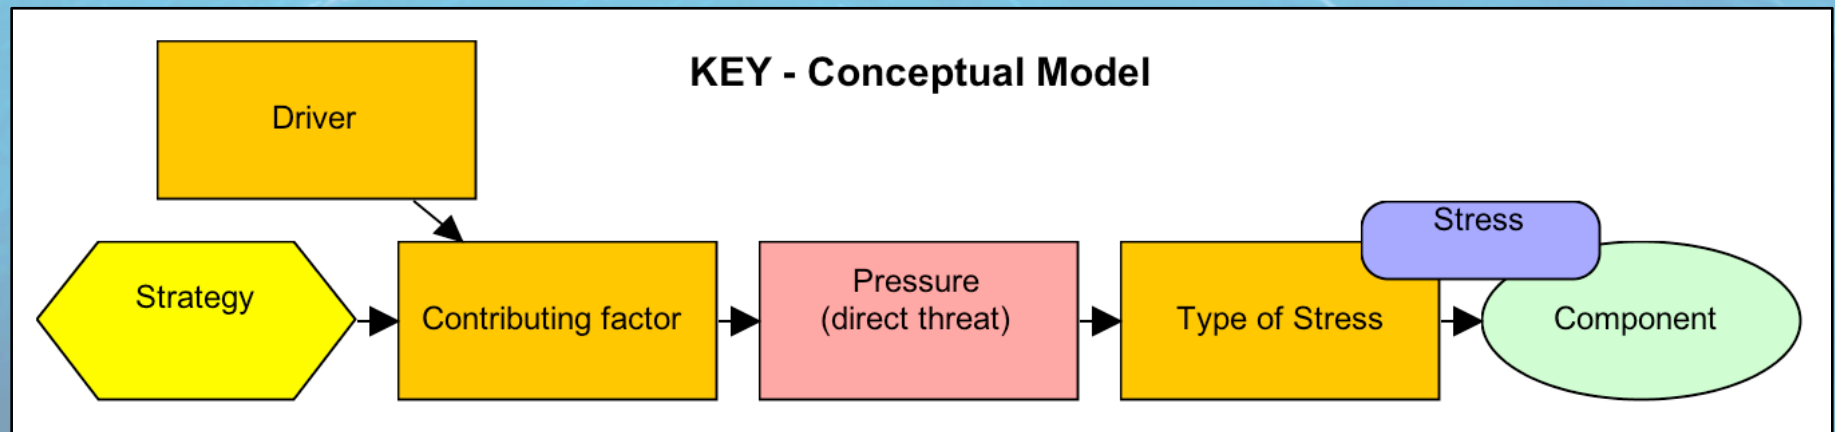 KEY - Conceptual Model
Driver
Stress
Strategy
Contributing factor
Pressure
(direct threat)
Type of Stress
Component